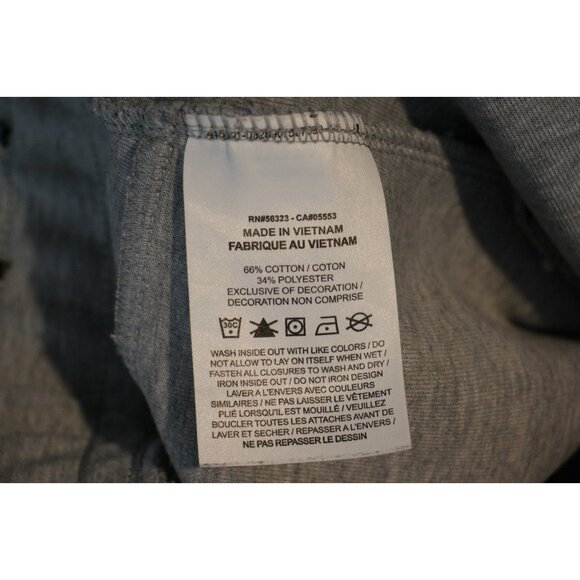 RN#56323 - CA#05553
MADE IN VIETNAM
FABRIQUE AU VIETNAM
66% COTTON / COTON
34% POLYESTER
EXCLUSIVE OF DECORATION /
DECORATION NON COMPRISE
30C
WASH INSIDE OUT WITH LIKE COLORS / DO
NOT ALLOW TO LAY ON ITSELF WHEN WET /
FASTEN ALL CLOSURES TO WASH AND DRY /
IRON INSIDE OUT / DO NOT IRON DESIGN
LAVER A L'ENVERS AVEC COULEURS
SIMILAIRES / NE PAS LAISSER LE VÊTEMENT
PLIÉ LORSQU'IL EST MOUILLÉ / VEUILLEZ
BOUCLER TOUTES LES ATTACHES AVANT DE
LAVER ET SECHER / REPASSER A L'ENVERS /
NE PAS REPASSER LE DESSIN